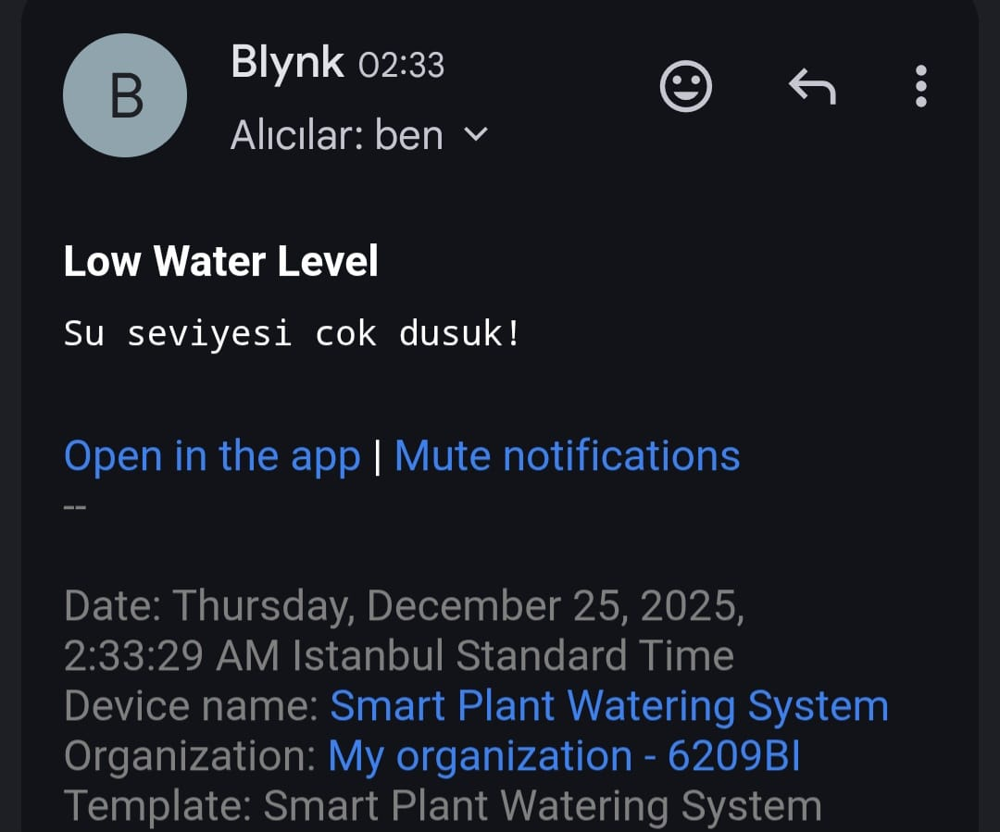 B
Blynk 02:33
Alıcılar: ben
Low Water Level
Su seviyesi cok dusuk!
Open in the app | Mute notifications
--
Date: Thursday, December 25, 2025,
2:33:29 AM Istanbul Standard Time
Device name: Smart Plant Watering System
Organization: My organization - 6209BI
Template: Smart Plant Watering System